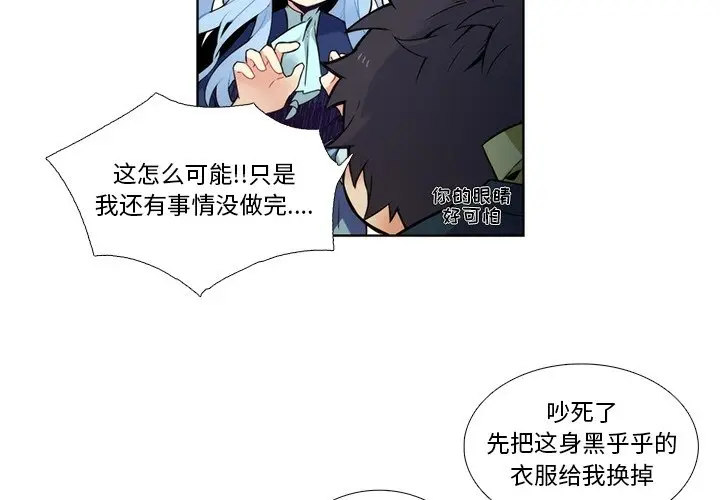 这怎么可能!!只是
我还有事情没做完....
你的眼睛
好可怕
吵死了
先把这身黑乎乎的
衣服给我换掉